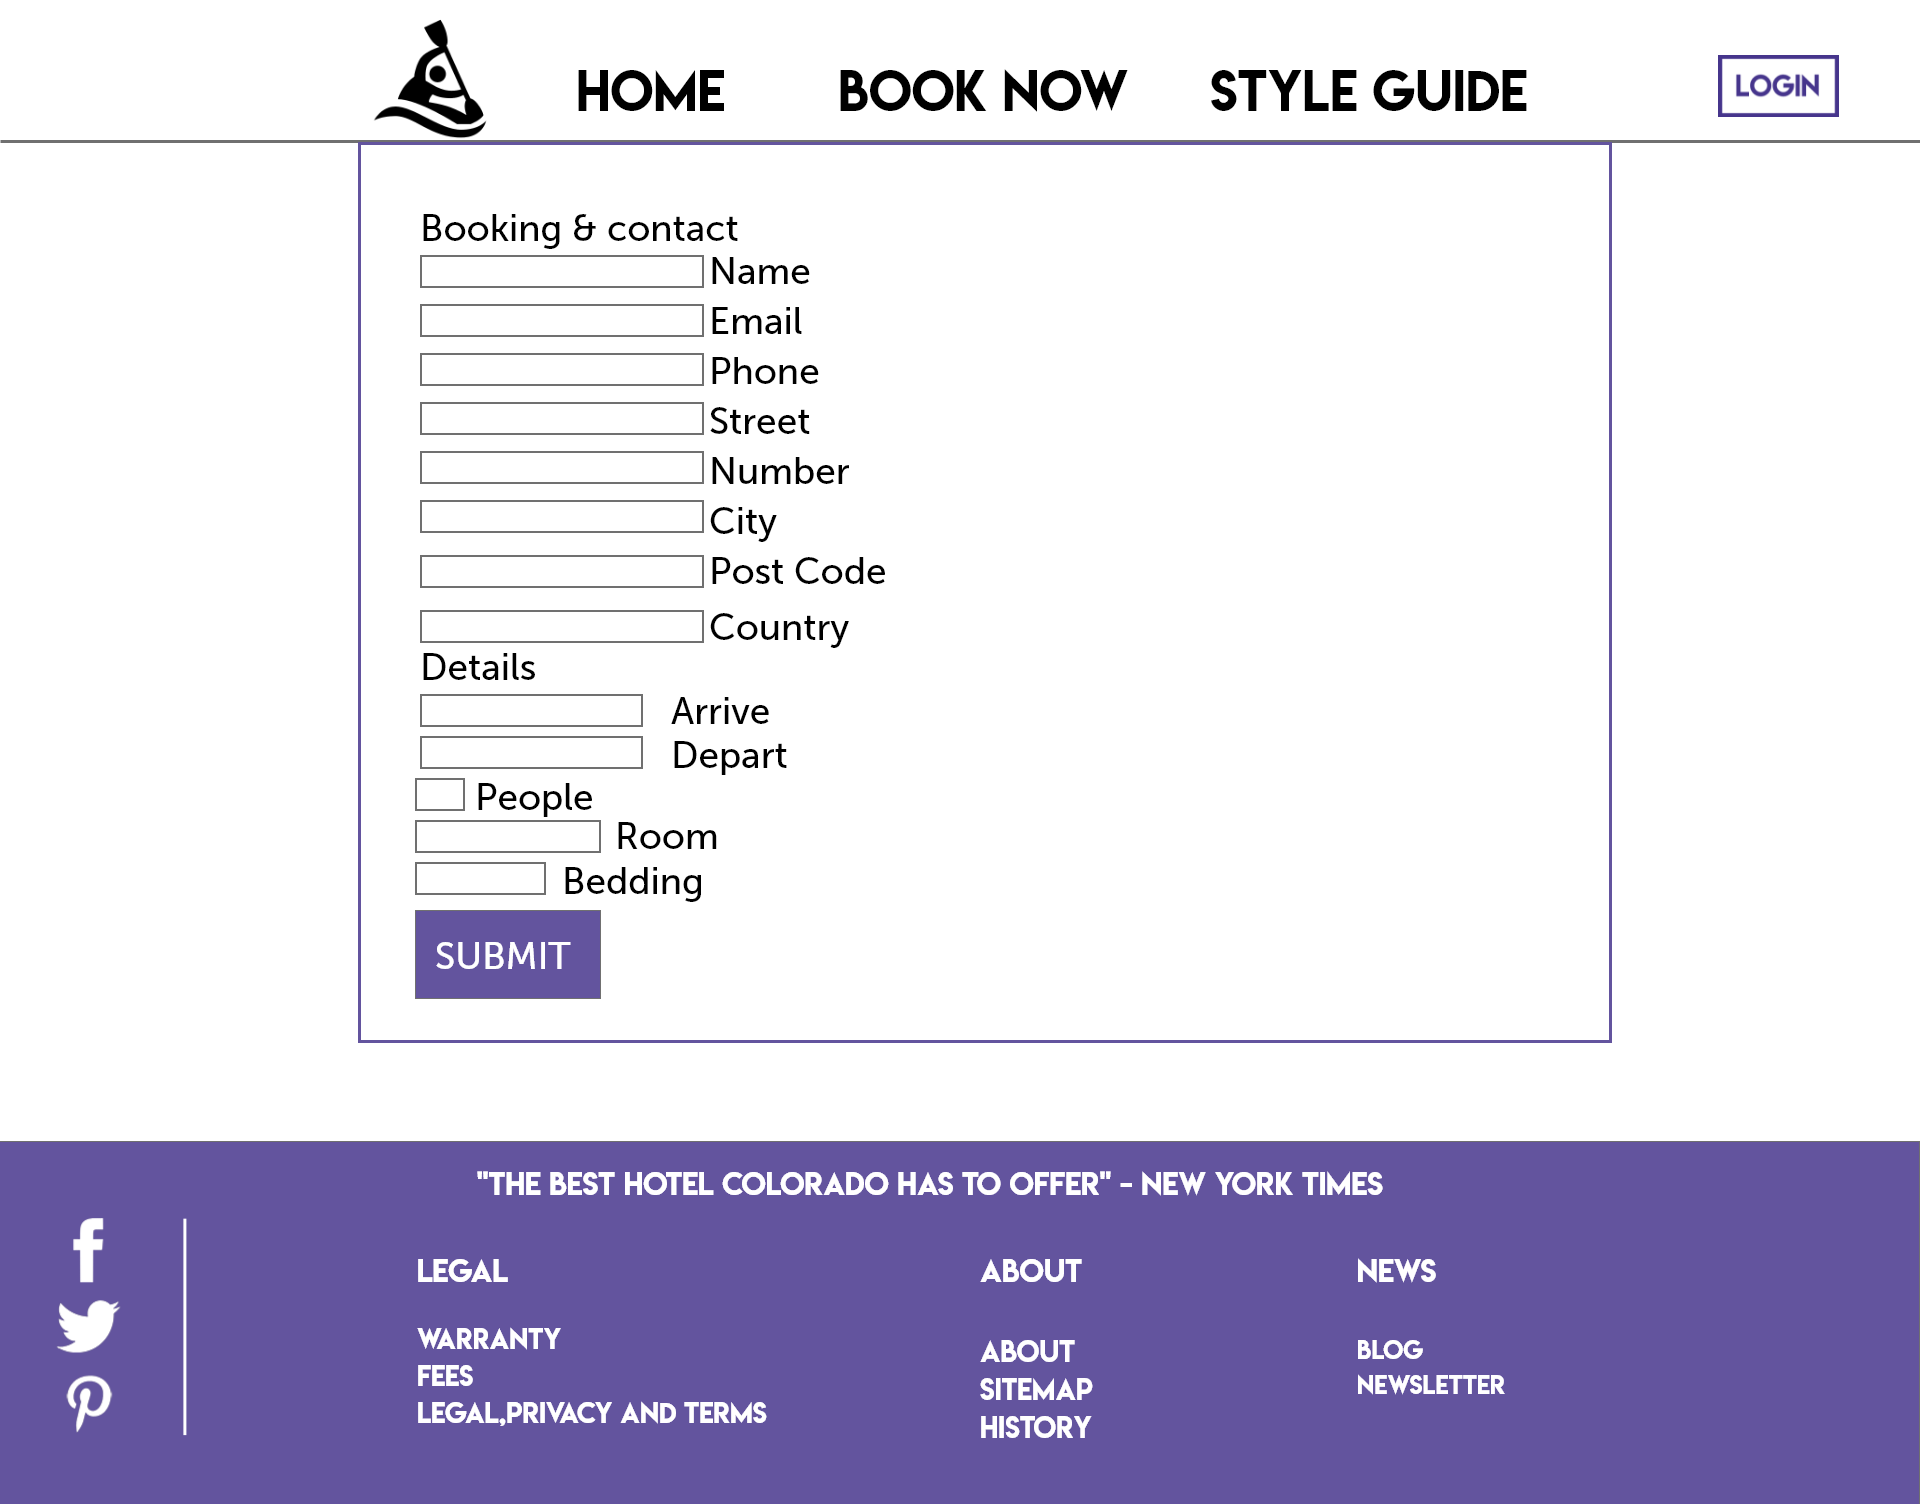 HOME BOOK NOW STYLE GUIDE LOGIN
Booking & contact
Name
Email
Phone
Street
Number
City
Post Code
Country
Details
Arrive
Depart
People
Room
Bedding
SUBMIT
"THE BEST HOTEL COLORADO HAS TO OFFER" - NEW YORK TIMES
LEGAL
WARRANTY
FEES
LEGAL,PRIVACY AND TERMS
ABOUT
ABOUT
SITEMAP
HISTORY
NEWS
BLOG
NEWSLETTER